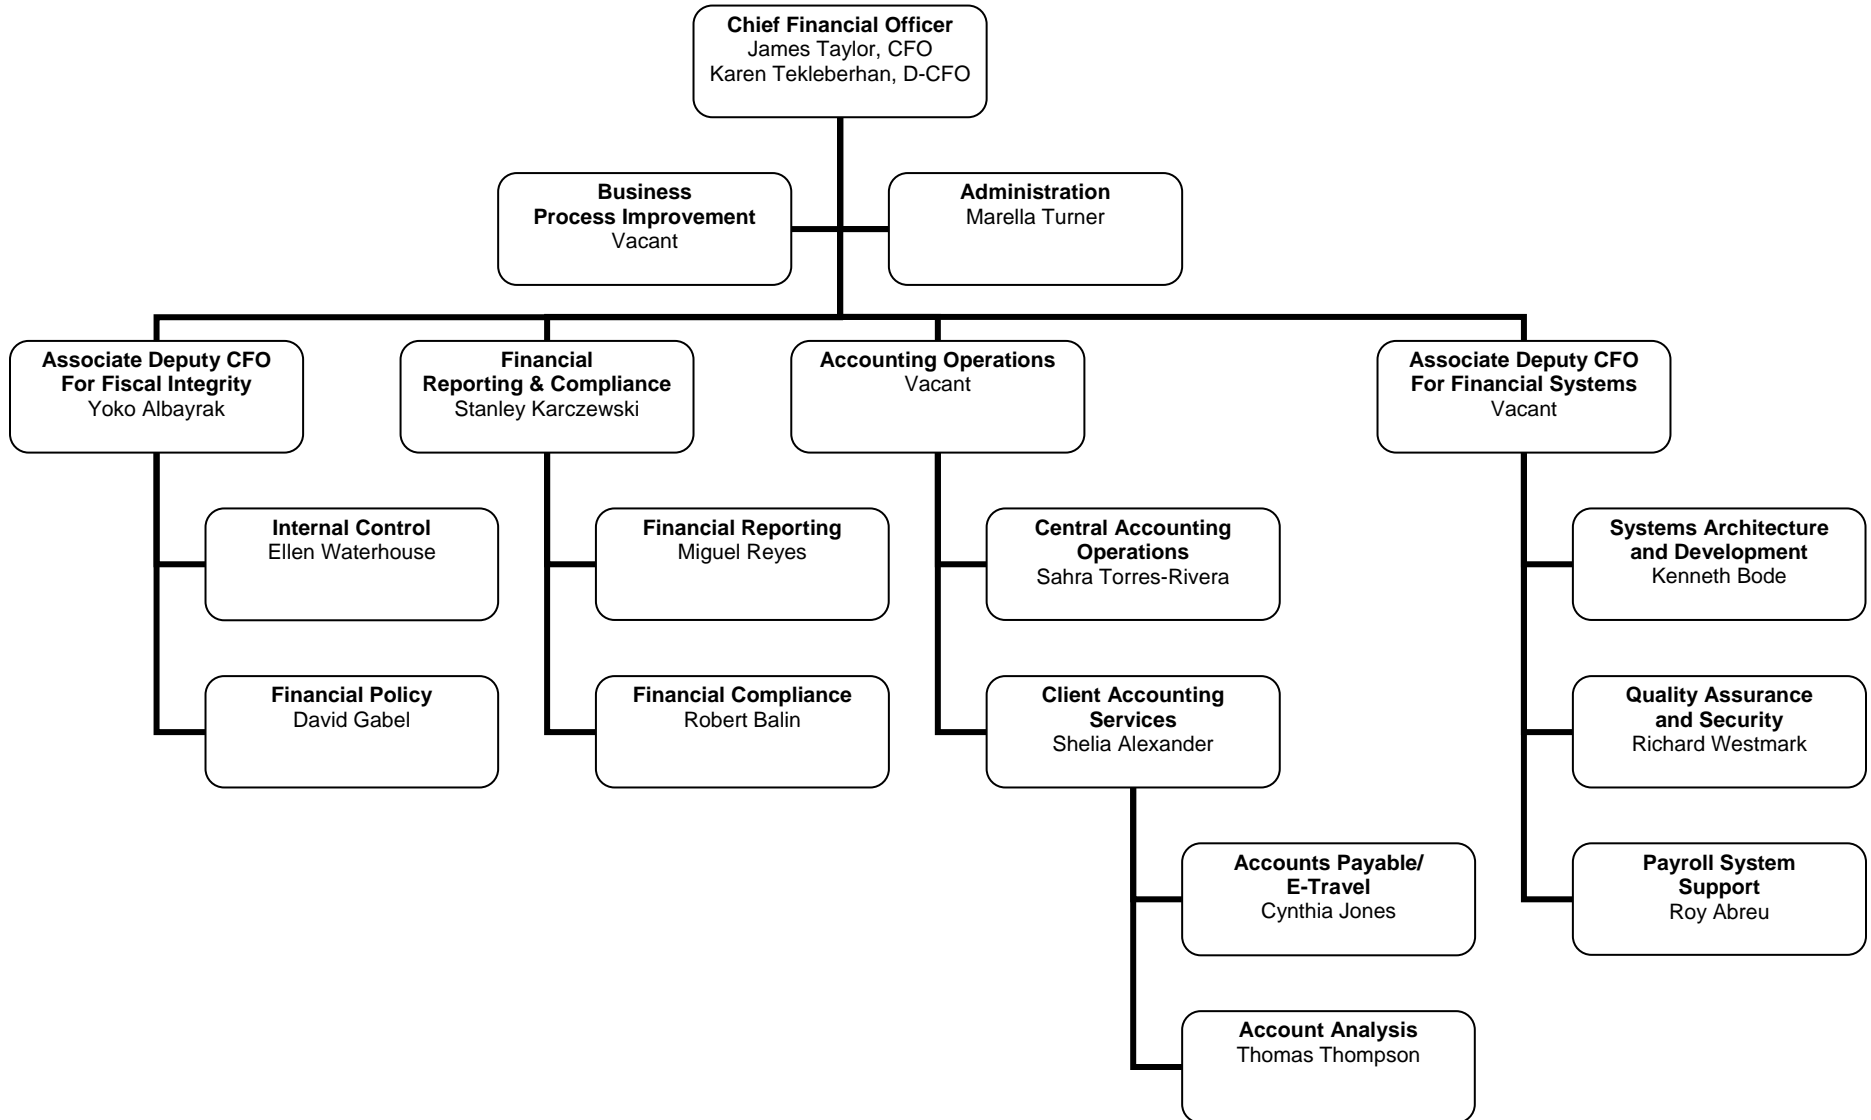 Chief Financial Officer
James Taylor, CFO
Karen Tekleberhan, D-CFO
Business
Process Improvement
Vacant
Administration
Marella Turner
Associate Deputy CFO
For Fiscal Integrity
Yoko Albayrak
Financial
Reporting & Compliance
Stanley Karczewski
Accounting Operations
Vacant
Associate Deputy CFO
For Financial Systems
Vacant
Internal Control
Ellen Waterhouse
Financial Reporting
Miguel Reyes
Central Accounting
Operations
Sahra Torres-Rivera
Systems Architecture
and Development
Kenneth Bode
Financial Policy
David Gabel
Financial Compliance
Robert Balin
Client Accounting
Services
Shelia Alexander
Quality Assurance
and Security
Richard Westmark
Accounts Payable/
E-Travel
Cynthia Jones
Payroll System
Support
Roy Abreu
Account Analysis
Thomas Thompson